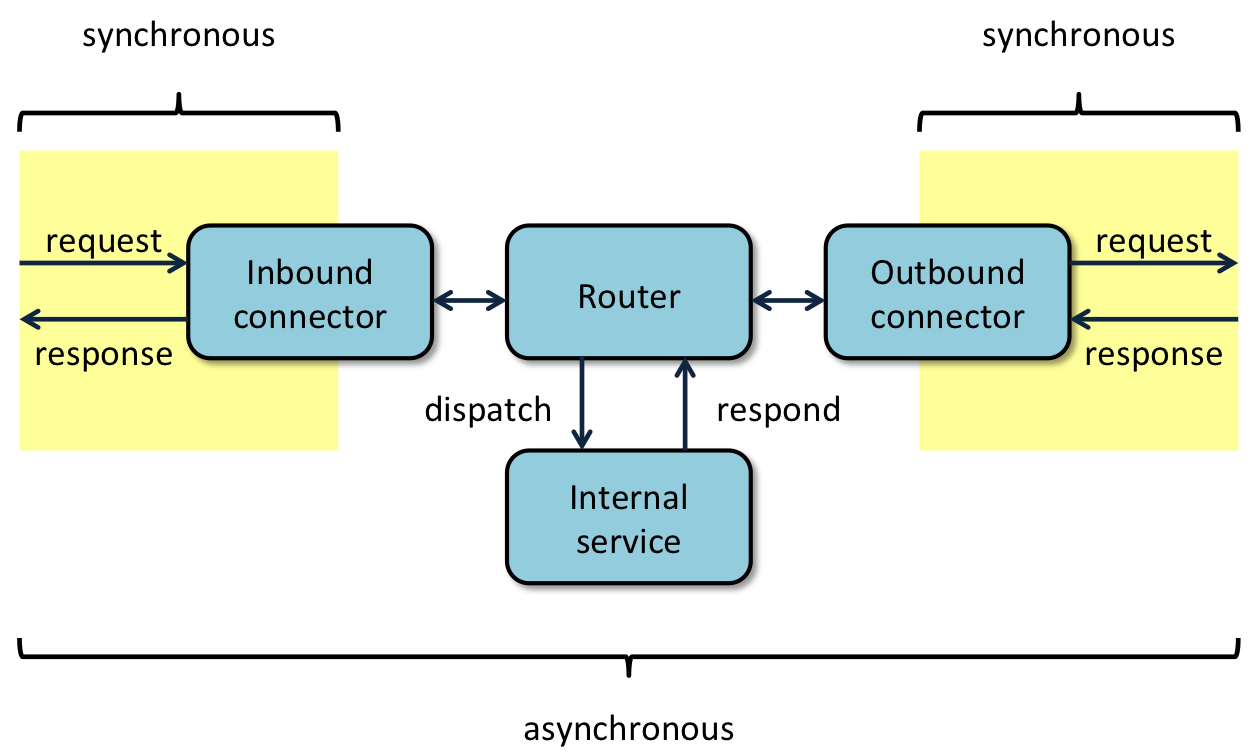 synchronous
synchronous
request
response
Inbound
connector
Router
Outbound
connector
request
response
dispatch
respond
Internal
service
asynchronous